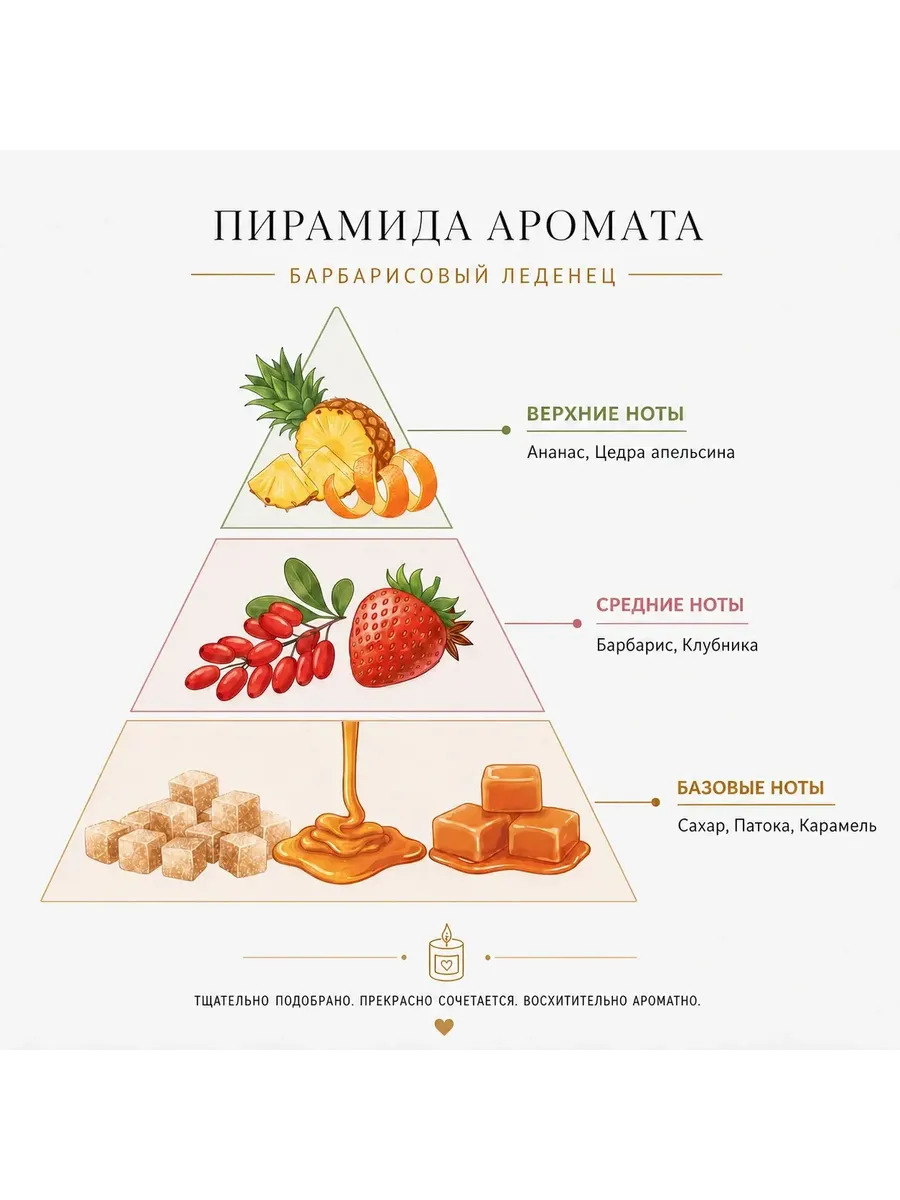 ПИРАМИДА АРОМАТА
БАРБАРИСОВЫЙ ЛЕДЕНЕЦ
ВЕРХНИЕ НОТЫ
Ананас, Цедра апельсина
СРЕДНИЕ НОТЫ
Барбарис, Клубника
БАЗОВЫЕ НОТЫ
Сахар, Патока, Карамель
ТЩАТЕЛЬНО ПОДОБРАНО. ПРЕКРАСНО СОЧЕТАЕТСЯ. ВОСХИТИТЕЛЬНО АРОМАТНО.